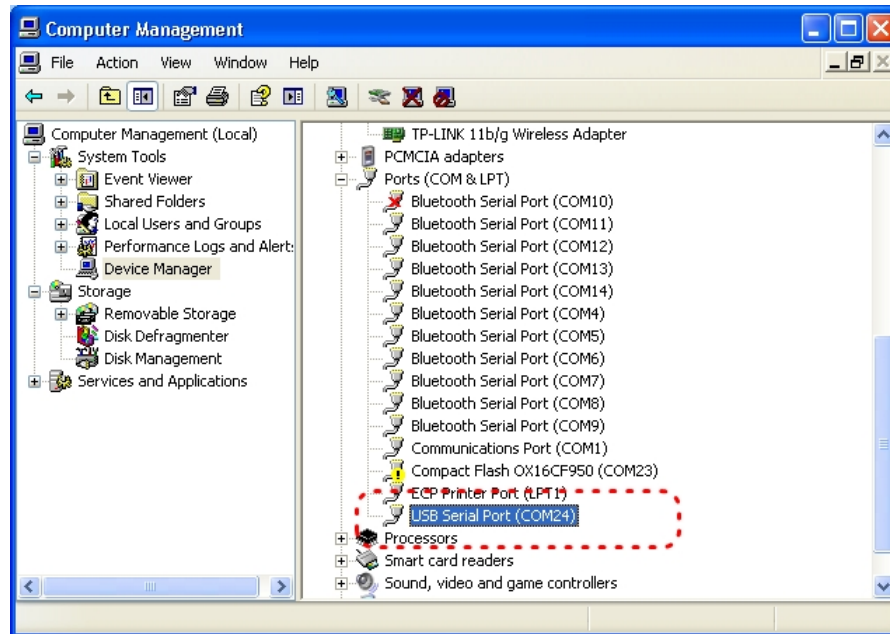 Computer Management
File Action View Window Help
Computer Management (Local)
System Tools
Event Viewer
Shared Folders
Local Users and Groups
Performance Logs and Alert
Device Manager
Storage
Removable Storage
Disk Defragmenter
Disk Management
Services and Applications
TP-LINK 11b/g Wireless Adapter
PCMCIA adapters
Ports (COM & LPT)
Bluetooth Serial Port (COM10)
Bluetooth Serial Port (COM11)
Bluetooth Serial Port (COM12)
Bluetooth Serial Port (COM13)
Bluetooth Serial Port (COM14)
Bluetooth Serial Port (COM4)
Bluetooth Serial Port (COM5)
Bluetooth Serial Port (COM6)
Bluetooth Serial Port (COM7)
Bluetooth Serial Port (COM8)
Bluetooth Serial Port (COM9)
Communications Port (COM1)
Compact Flash OX16CF950 (COM23)
ECP Printer Port (LPT1)
USB Serial Port (COM24)
Processors
Smart card readers
Sound, video and game controllers